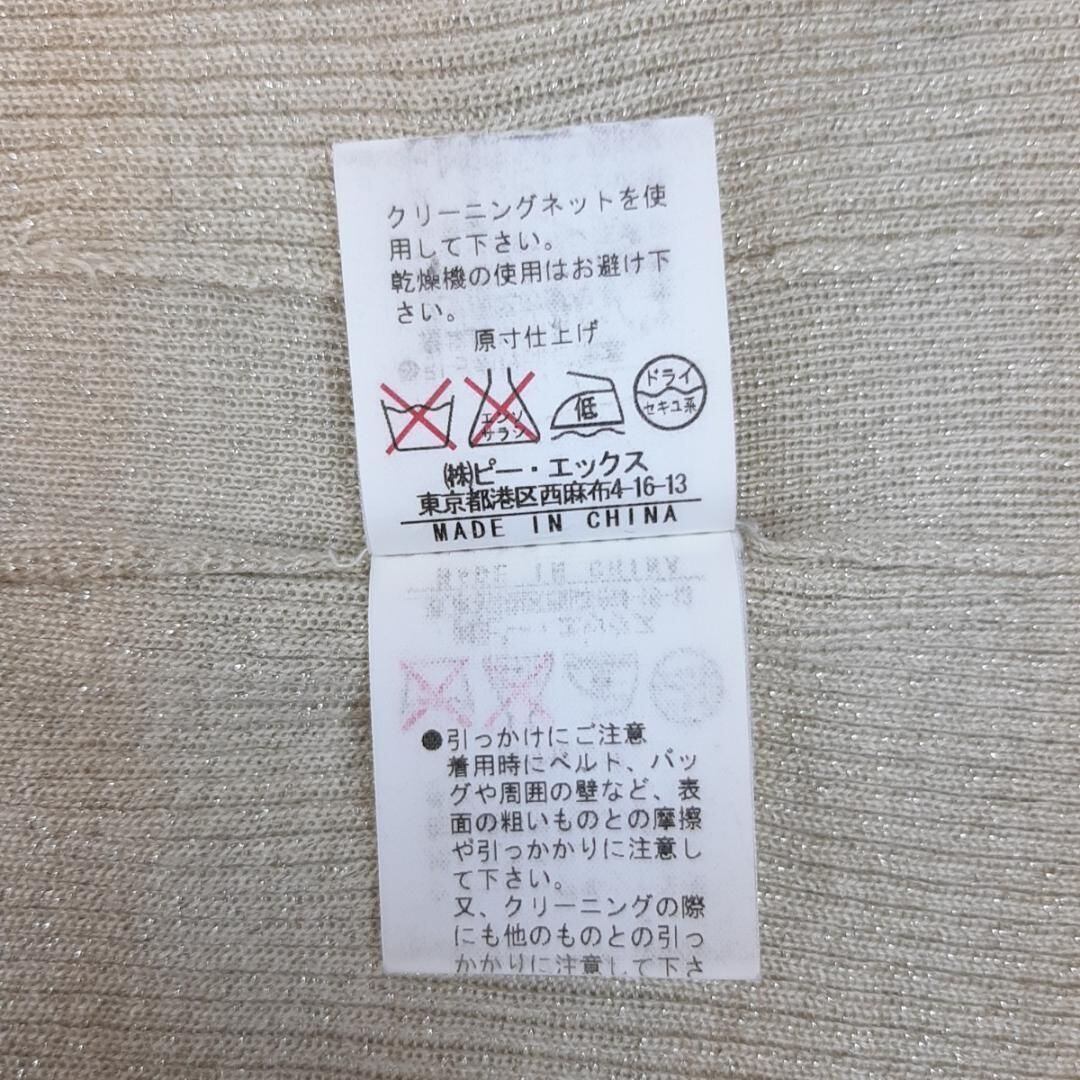 クリーニングネットを使
用して下さい。
乾燥機の使用はお避け下
さい。
原寸仕上げ
エンソ
サラシ
低
ドライ
セキユ系
㈱ピー・エックス
東京都港区西麻布4-16-13
MADE IN CHINA
●引っかけにご注意
着用時にベルト、バッ
グや周囲の壁など、表
面の粗いものとの摩擦
や引っかかりに注意し
て下さい。
又、クリーニングの際
にも他のものとの引っ
かかりに注意して下さ